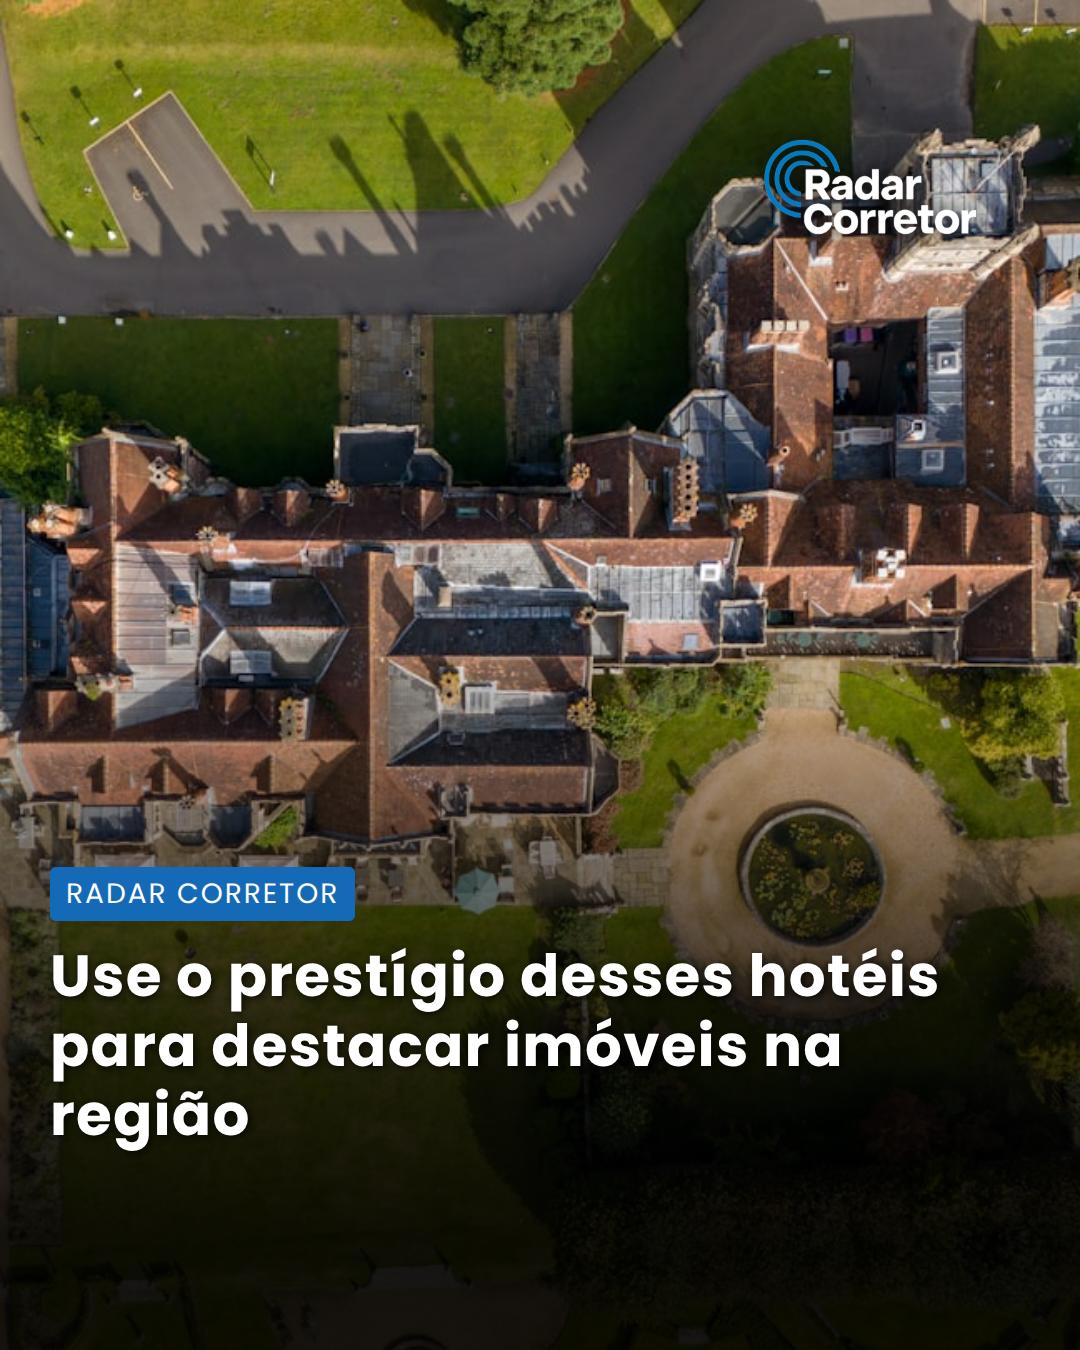 Radar
Corretor
RADAR CORRETOR
Use o prestígio desses hotéis
para destacar imóveis na
região